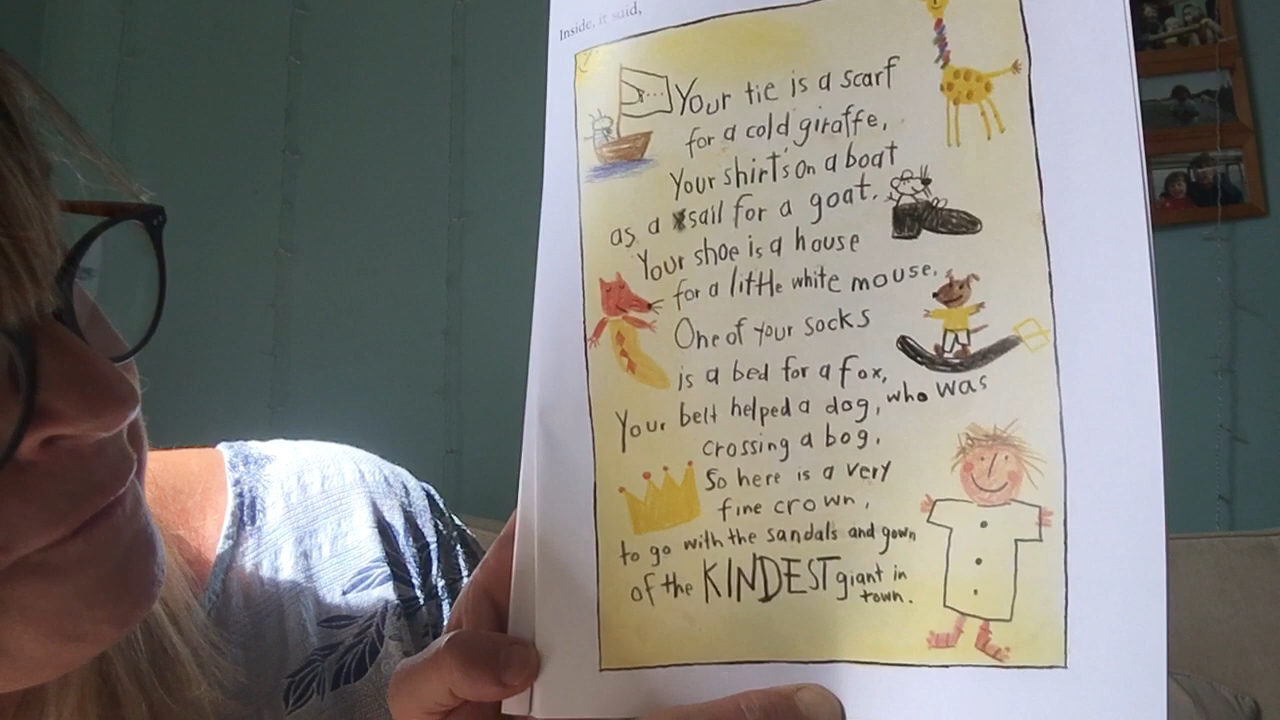 Inside, it said,
Your tie is a scarf
for a cold giraffe,
Your shirt's on a boat
as a sail for a goat.
Your shoe is a house
for a little white mouse.
One of your socks
is a bed for a fox,
Your belt helped a dog, who was
crossing a bog.
So here is a very
fine crown,
to go with the sandals and gown
of the KINDEST giant in
town.